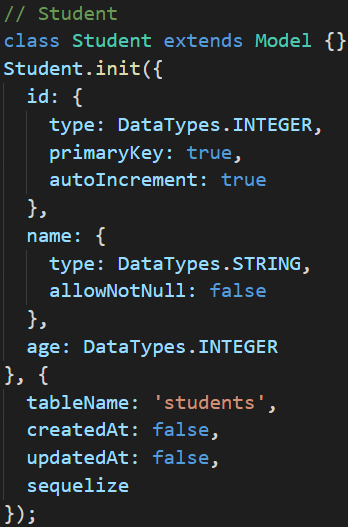 // Student
class Student extends Model {}
Student.init({
  id: {
    type: DataTypes.INTEGER,
    primaryKey: true,
    autoIncrement: true
  },
  name: {
    type: DataTypes.STRING,
    allowNotNull: false
  },
  age: DataTypes.INTEGER
}, {
  tableName: 'students',
  createdAt: false,
  updatedAt: false,
  sequelize
});